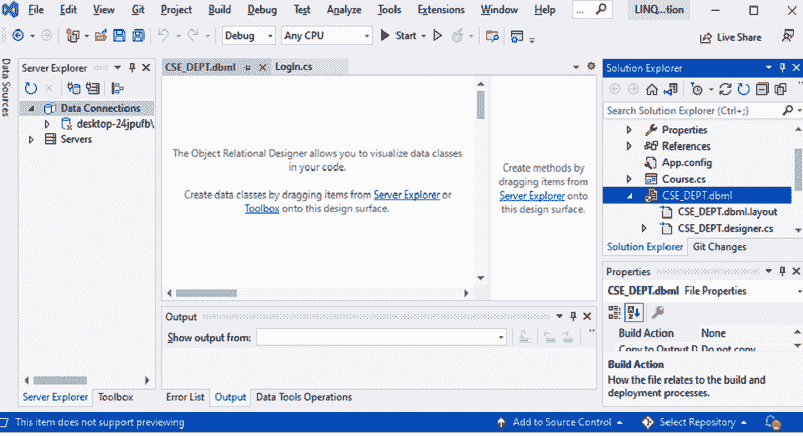 File Edit View Git Project Build Debug Test Analyze Tools Extensions Window Help ... LINQ...tion
Debug Any CPU Start Live Share
Data Sources
Server Explorer
Data Connections
desktop-24jpufb\
Servers
Server Explorer Toolbox
CSE_DEPT.dbml LogIn.cs
The Object Relational Designer allows you to visualize data classes
in your code.
Create data classes by dragging items from Server Explorer or
Toolbox onto this design surface.
Create methods by
dragging items from
Server Explorer onto
this design surface.
Output
Show output from:
Error List Output Data Tools Operations
Solution Explorer
Search Solution Explorer (Ctrl+;)
Properties
References
App.config
Course.cs
CSE_DEPT.dbml
CSE_DEPT.dbml.layout
CSE_DEPT.designer.cs
Solution Explorer Git Changes
Properties
CSE_DEPT.dbml File Properties
Build Action None
Copy to Output D Do not copy
Build Action
How the file relates to the build and
deployment processes.
This item does not support previewing Add to Source Control Select Repository